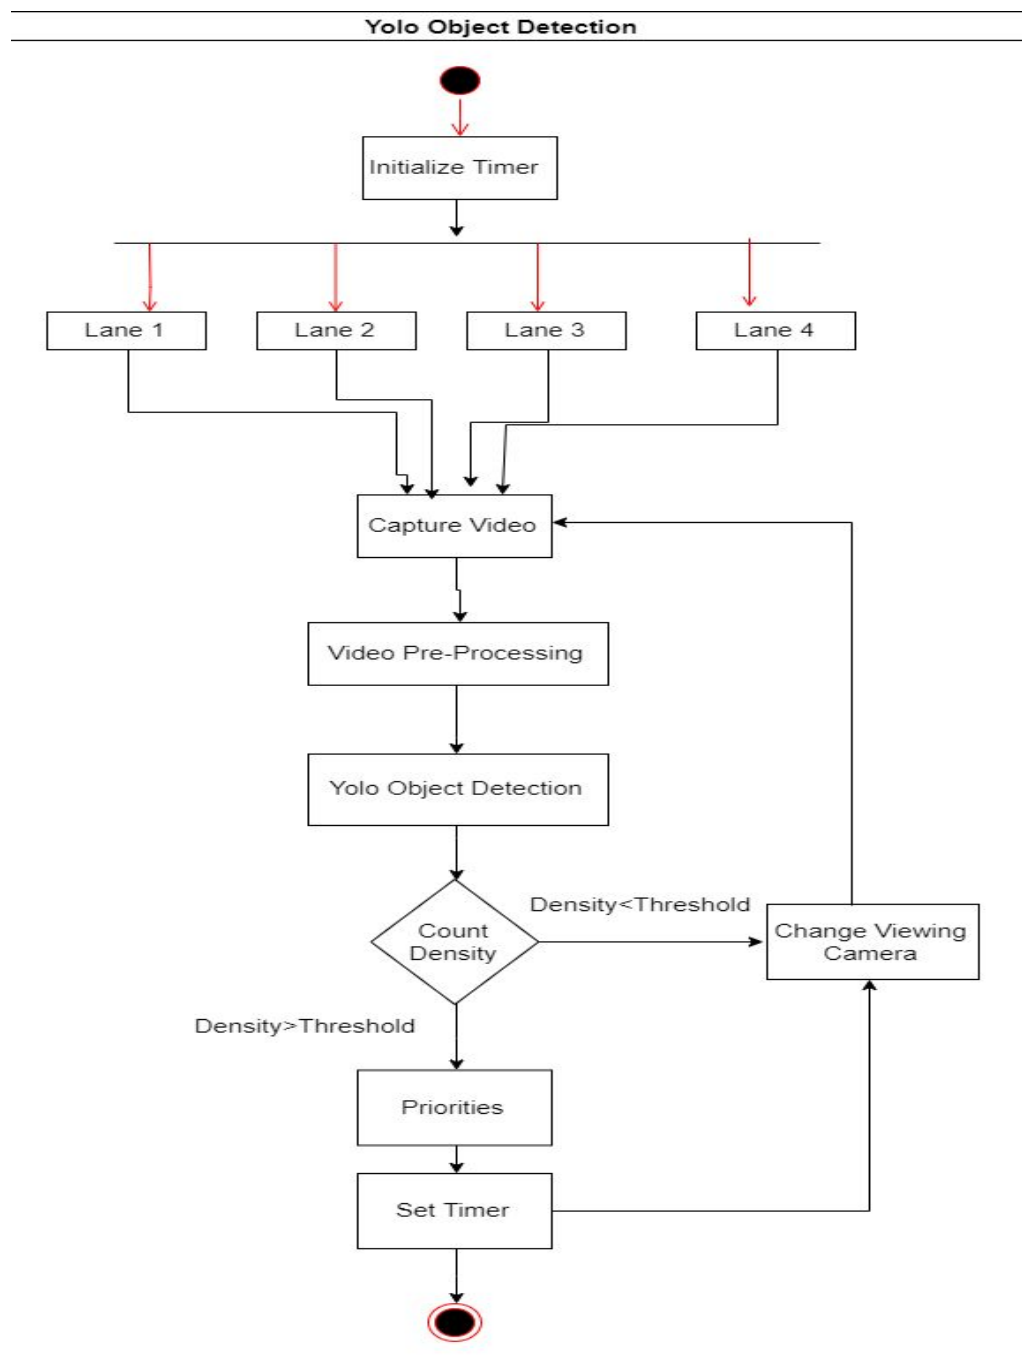 Yolo Object Detection
Initialize Timer
Lane 1
Lane 2
Lane 3
Lane 4
Capture Video
Video Pre-Processing
Yolo Object Detection
Count
Density
Density<Threshold
Change Viewing
Camera
Density>Threshold
Priorities
Set Timer